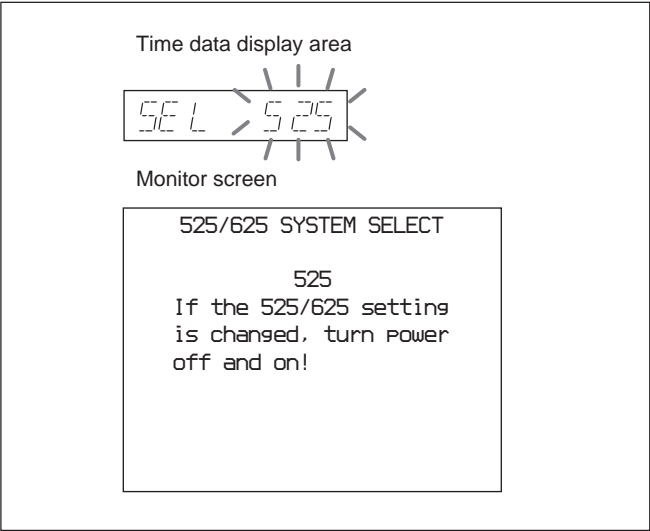 Time data display area
SEL 525
Monitor screen
525/625 SYSTEM SELECT
525
If the 525/625 setting
is changed, turn power
off and on!